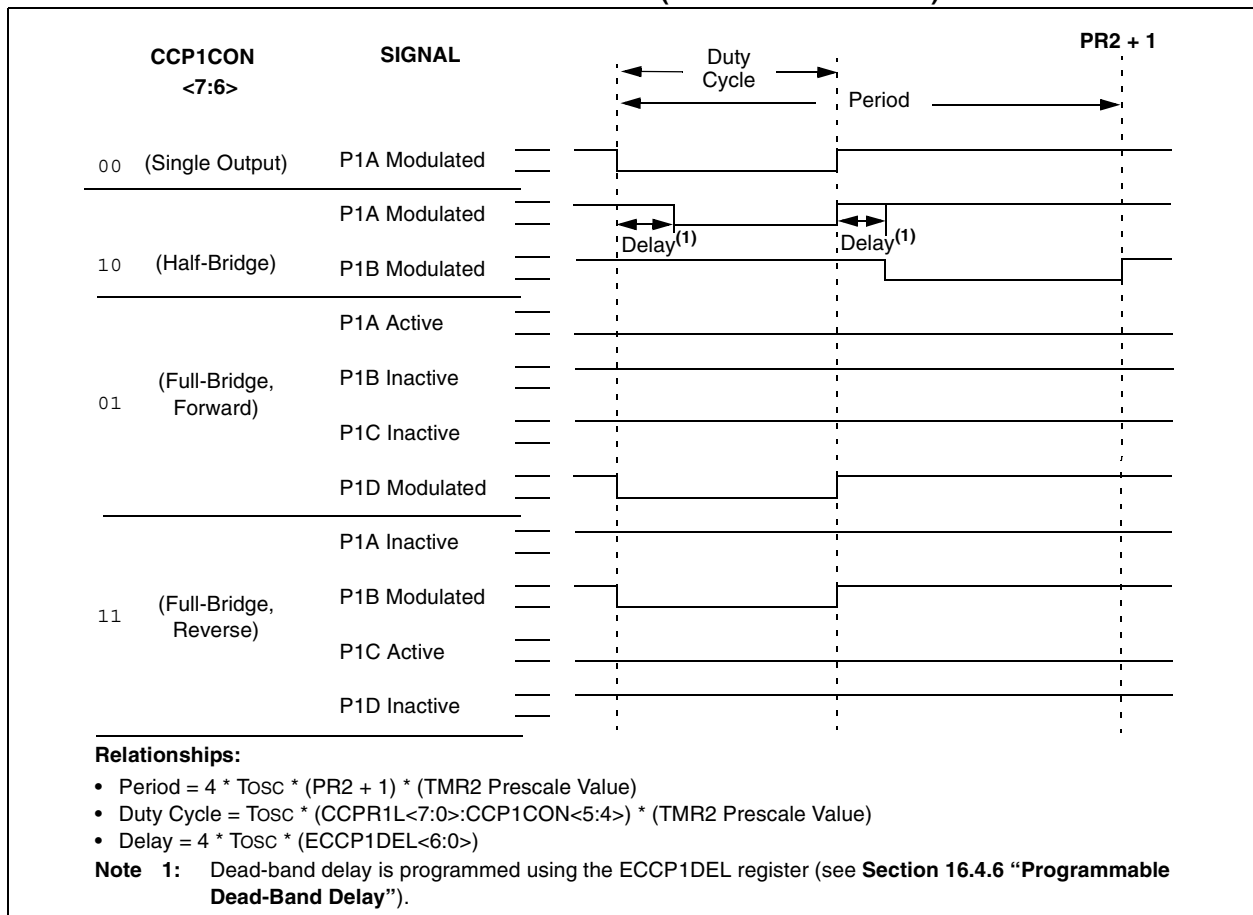 CCP1CON
<7:6>
SIGNAL
Duty
Cycle
PR2 + 1
Period
00 (Single Output) P1A Modulated
P1A Modulated
Delay(1) Delay(1)
10 (Half-Bridge) P1B Modulated
P1A Active
01 (Full-Bridge,
Forward)
P1B Inactive
P1C Inactive
P1D Modulated
P1A Inactive
11 (Full-Bridge,
Reverse)
P1B Modulated
P1C Active
P1D Inactive
Relationships:
• Period = 4 * TOSC * (PR2 + 1) * (TMR2 Prescale Value)
• Duty Cycle = TOSC * (CCPR1L<7:0>:CCP1CON<5:4>) * (TMR2 Prescale Value)
• Delay = 4 * TOSC * (ECCP1DEL<6:0>)
Note 1: Dead-band delay is programmed using the ECCP1DEL register (see Section 16.4.6 “Programmable
Dead-Band Delay”).